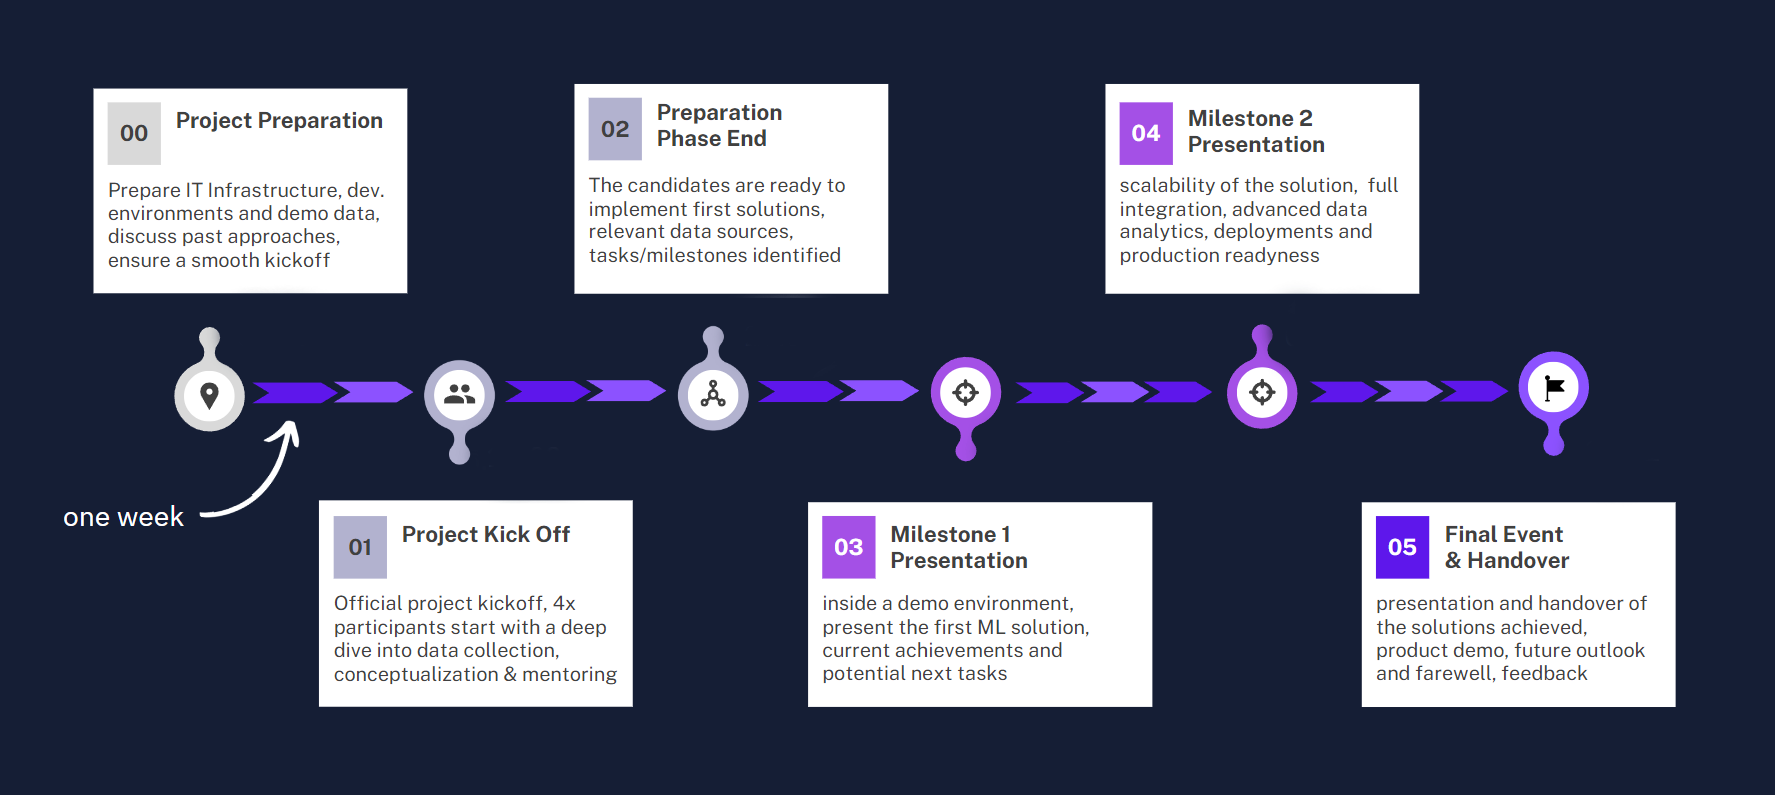 00
Project Preparation
Prepare IT Infrastructure, dev.
environments and demo data,
discuss past approaches,
ensure a smooth kickoff
02
Preparation
Phase End
The candidates are ready to
implement first solutions,
relevant data sources,
tasks/milestones identified
04
Milestone 2
Presentation
scalability of the solution,  full
integration, advanced data
analytics, deployments and
production readyness
one week
01
Project Kick Off
Official project kickoff, 4x
participants start with a deep
dive into data collection,
conceptualization & mentoring
03
Milestone 1
Presentation
inside a demo environment,
present the first ML solution,
current achievements and
potential next tasks
05
Final Event
& Handover
presentation and handover of
the solutions achieved,
product demo, future outlook
and farewell, feedback